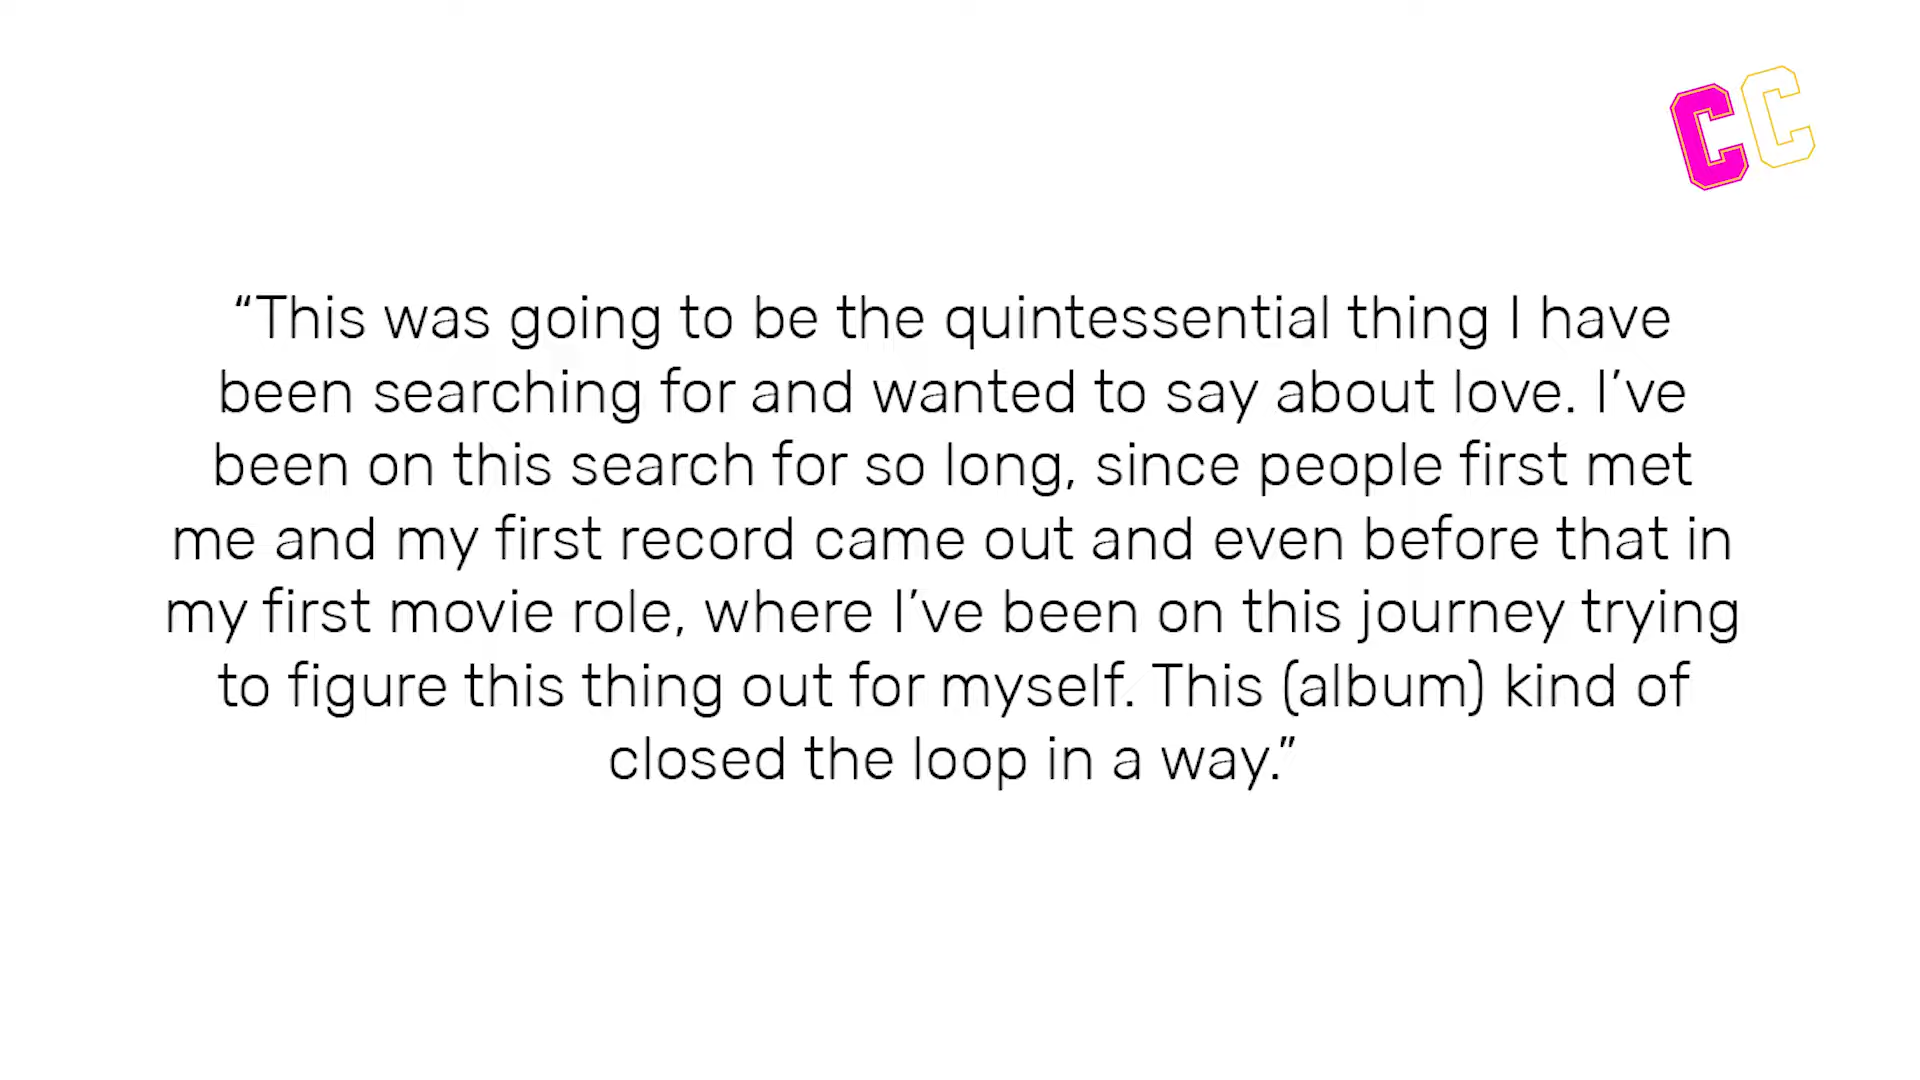 CC
“This was going to be the quintessential thing I have
been searching for and wanted to say about love. I’ve
been on this search for so long, since people first met
me and my first record came out and even before that in
my first movie role, where I’ve been on this journey trying
to figure this thing out for myself. This (album) kind of
closed the loop in a way.”